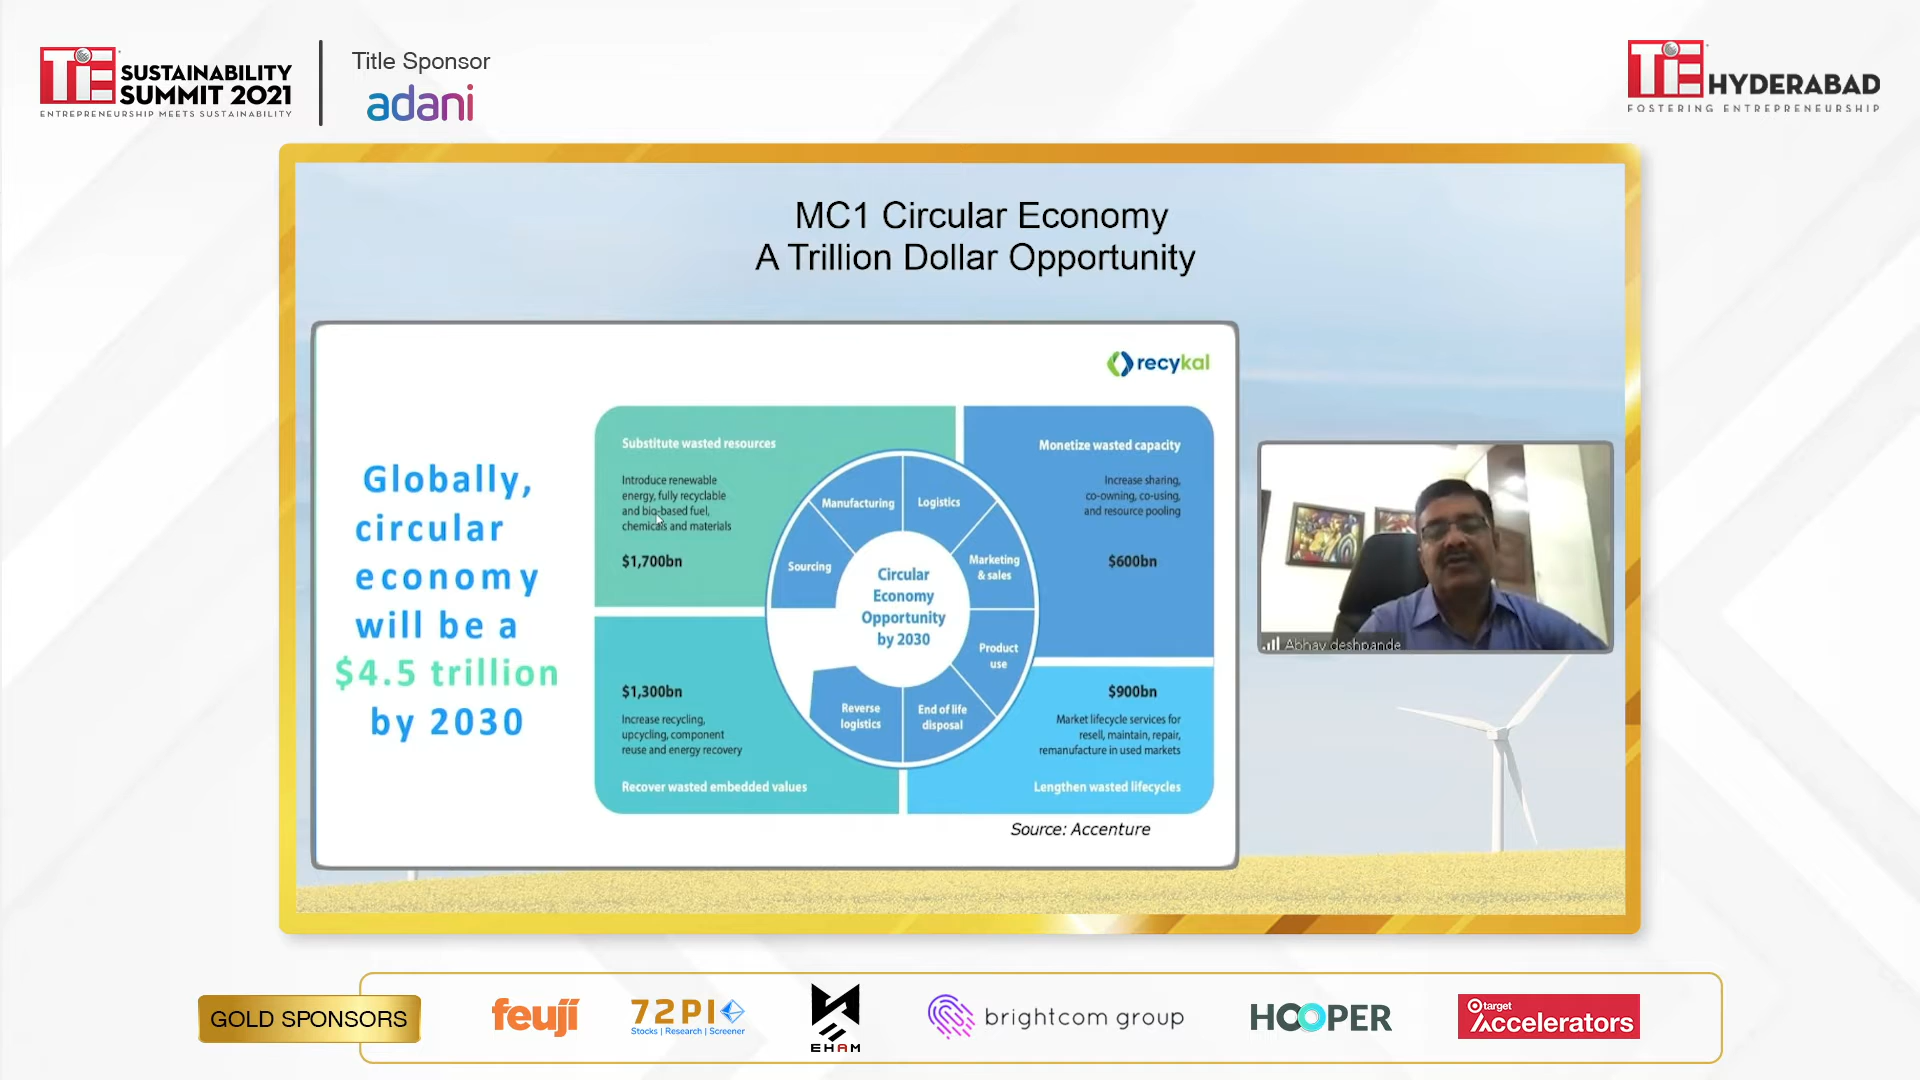 TiE SUSTAINABILITY
SUMMIT 2021
ENTREPRENEURSHIP MEETS SUSTAINABILITY
Title Sponsor
adani
TiE HYDERABAD
FOSTERING ENTREPRENEURSHIP
MC1 Circular Economy
A Trillion Dollar Opportunity
recykal
Globally,
circular
economy
will be a
$4.5 trillion
by 2030
Substitute wasted resources
Introduce renewable
energy, fully recyclable
and bio-based fuel,
chemicals and materials
$1,700bn
Monetize wasted capacity
Increase sharing,
co-owning, co-using,
and resource pooling
$600bn
Manufacturing
Logistics
Sourcing
Marketing
& sales
Circular
Economy
Opportunity
by 2030
Product
use
Reverse
logistics
End of life
disposal
$1,300bn
Increase recycling,
upcycling, component
reuse and energy recovery
Recover wasted embedded values
$900bn
Market lifecycle services for
resell, maintain, repair,
remanufacture in used markets
Lengthen wasted lifecycles
Source: Accenture
Abhay deshpande
GOLD SPONSORS
feuji
72PI
Stocks | Research | Screener
EHAM
brightcom group
HOOPER
target
Accelerators